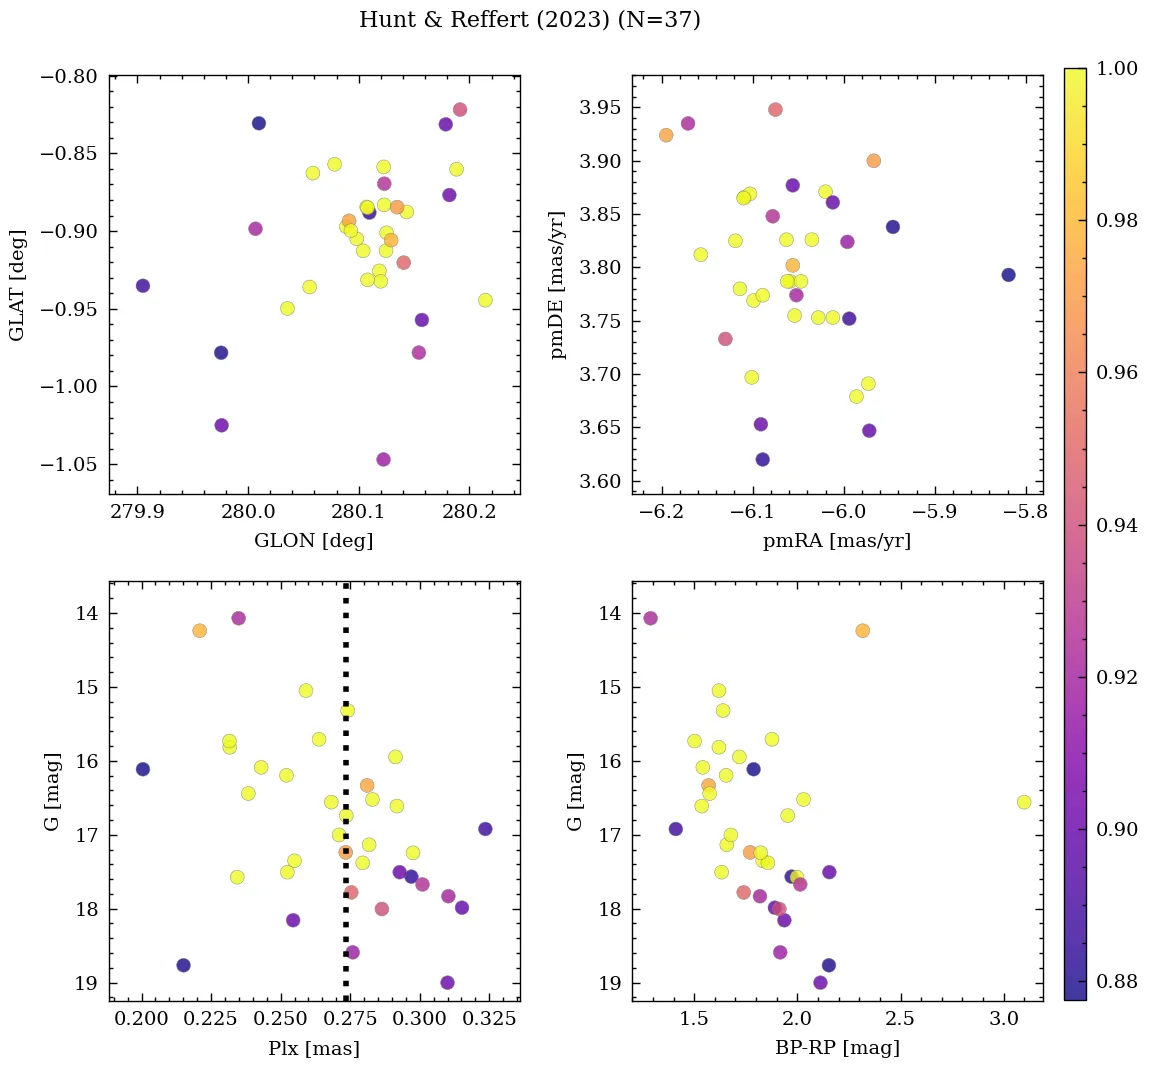 Hunt & Reffert (2023) (N=37)
−0.80
−0.85
−0.90
−0.95
−1.00
−1.05
GLAT [deg]
279.9 280.0 280.1 280.2
GLON [deg]
3.95
3.90
3.85
3.80
3.75
3.70
3.65
3.60
pmDE [mas/yr]
−6.2 −6.1 −6.0 −5.9 −5.8
pmRA [mas/yr]
1.00
0.98
0.96
0.94
0.92
0.90
0.88
14
15
16
17
18
19
G [mag]
0.200 0.225 0.250 0.275 0.300 0.325
Plx [mas]
14
15
16
17
18
19
G [mag]
1.5 2.0 2.5 3.0
BP-RP [mag]